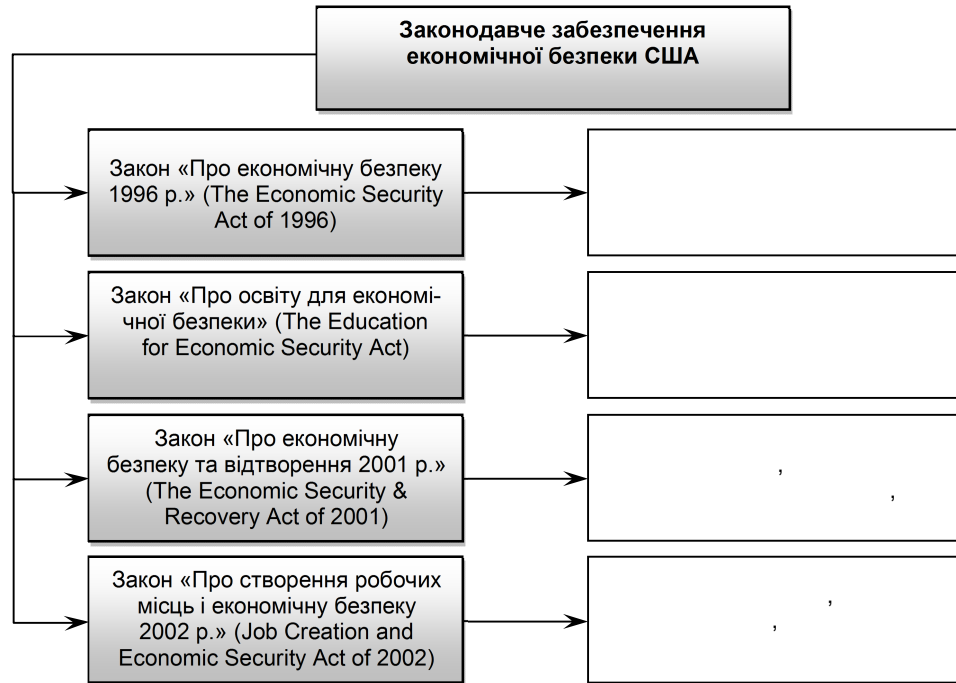 Законодавче забезпечення
економічної безпеки США
Закон «Про економічну безпеку
1996 р.» (The Economic Security
Act of 1996)
Закон «Про освіту для економі-
чної безпеки» (The Education
for Economic Security Act)
Закон «Про економічну
безпеку та відтворення 2001 р.»
(The Economic Security &
Recovery Act of 2001)
,
,
Закон «Про створення робочих
місць і економічну безпеку
2002 р.» (Job Creation and
Economic Security Act of 2002)
,
,